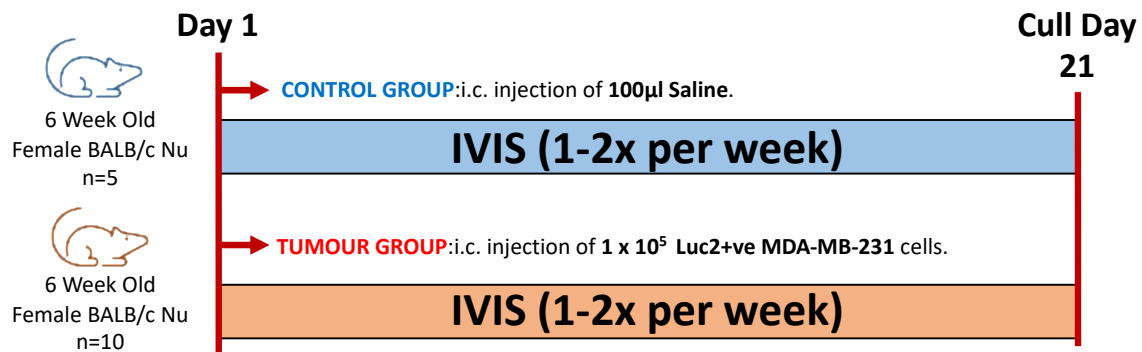 Day 1
Cull Day
21
CONTROL GROUP:i.c. injection of 100µl Saline.
6 Week Old
Female BALB/c Nu
n=5
IVIS (1-2x per week)
TUMOUR GROUP:i.c. injection of 1 x 10⁵ Luc2+ve MDA-MB-231 cells.
6 Week Old
Female BALB/c Nu
n=10
IVIS (1-2x per week)